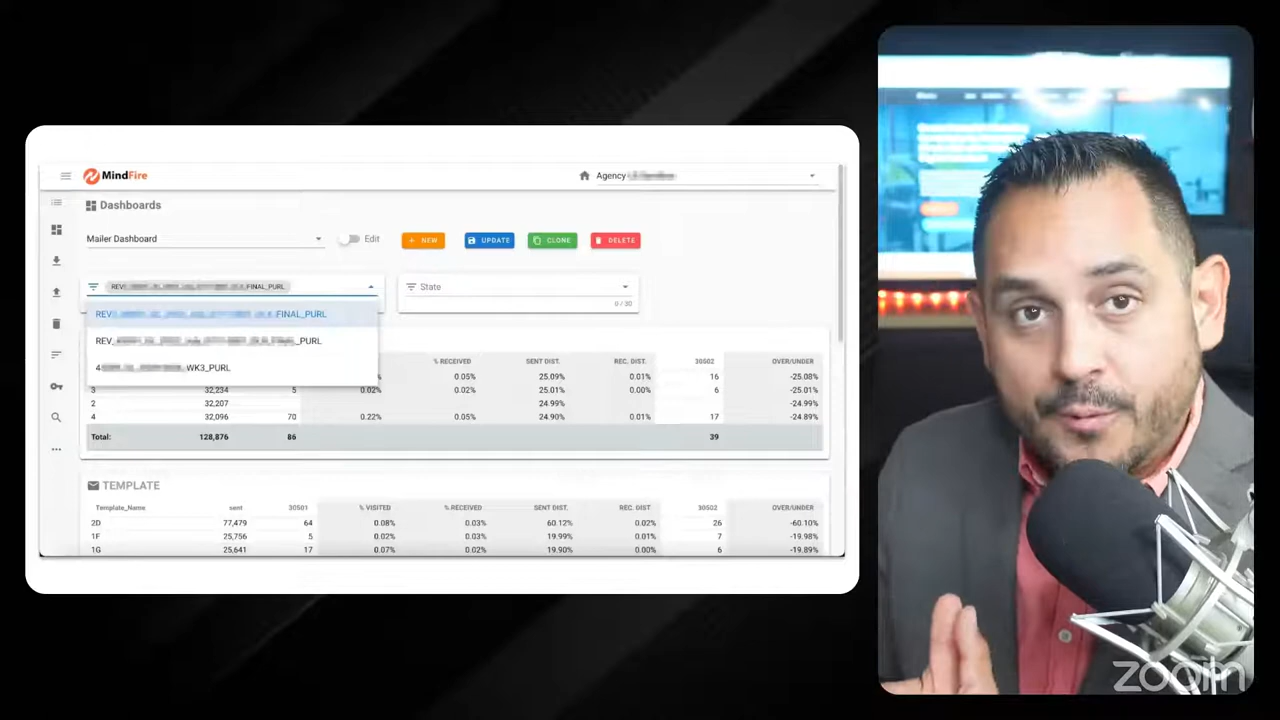 MindFire
Agency
Dashboards
Mailer Dashboard
Edit
+ NEW
UPDATE
CLONE
DELETE
REV FINAL_PURL
State
0 / 30
REV FINAL_PURL
REV_ _PURL
4 WK3_PURL
% RECEIVED SENT DIST. REC. DIST. 30502 OVER/UNDER
% 0.05% 25.09% 0.01% 16 -25.08%
3 32,234 5 0.02% 0.02% 25.01% 0.00% 6 -25.01%
2 32,207 24.99% -24.99%
4 32,096 70 0.22% 0.05% 24.90% 0.01% 17 -24.89%
Total: 128,876 86 39
TEMPLATE
Template_Name sent 30501 % VISITED % RECEIVED SENT DIST. REC. DIST 30502 OVER/UNDER
2D 77,479 64 0.08% 0.03% 60.12% 0.02% 26 -60.10%
1F 25,756 5 0.02% 0.03% 19.99% 0.01% 7 -19.98%
1G 25,641 17 0.07% 0.02% 19.90% 0.00% 6 -19.89%
zoom